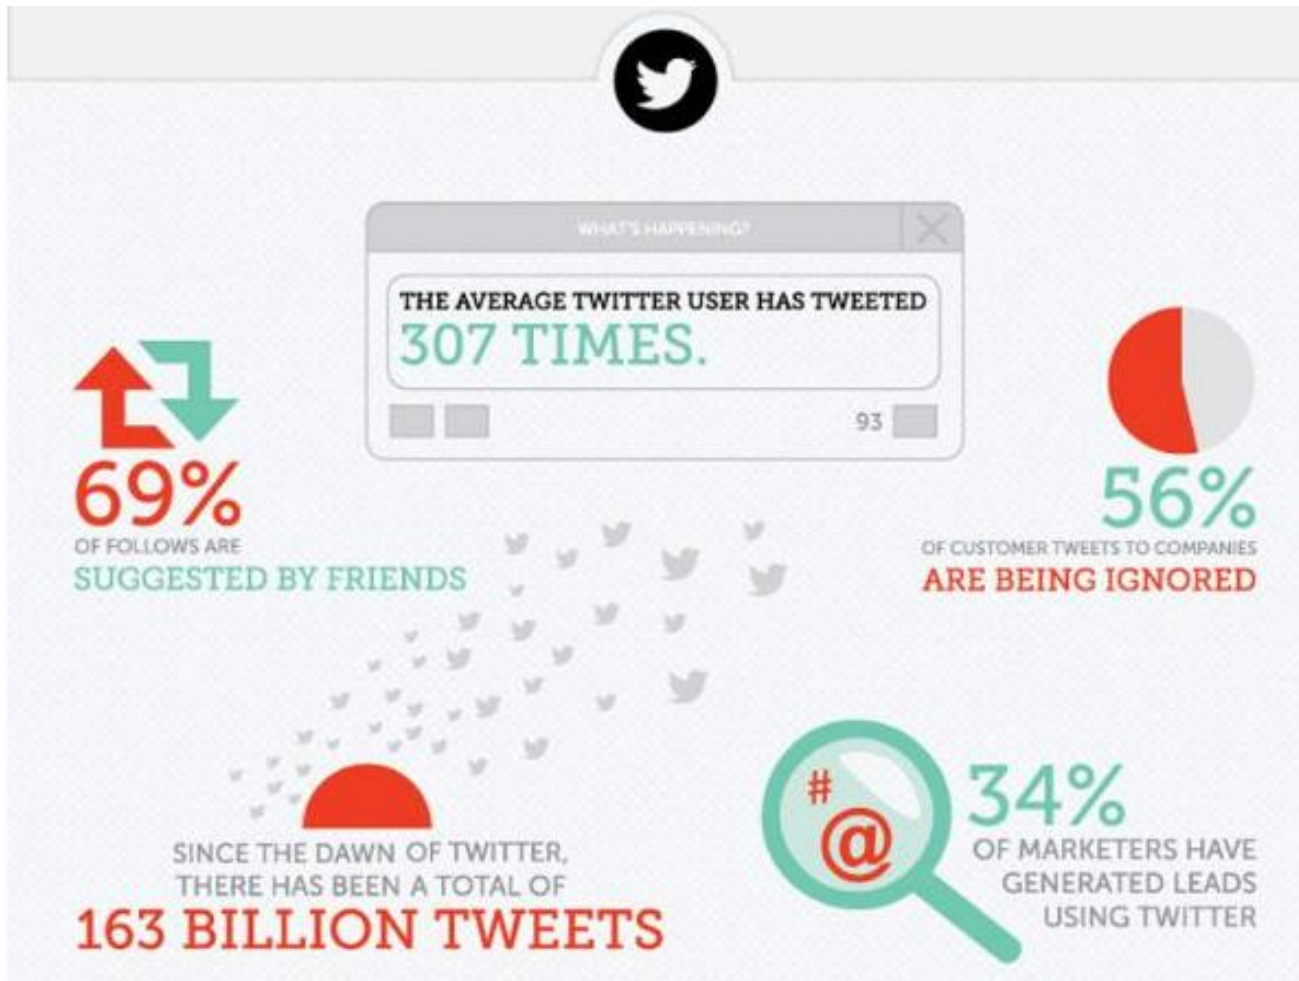 WHAT'S HAPPENING?
THE AVERAGE TWITTER USER HAS TWEETED
307 TIMES.
93
69%
OF FOLLOWS ARE
SUGGESTED BY FRIENDS
56%
OF CUSTOMER TWEETS TO COMPANIES
ARE BEING IGNORED
SINCE THE DAWN OF TWITTER,
THERE HAS BEEN A TOTAL OF
163 BILLION TWEETS
#
@
34%
OF MARKETERS HAVE
GENERATED LEADS
USING TWITTER